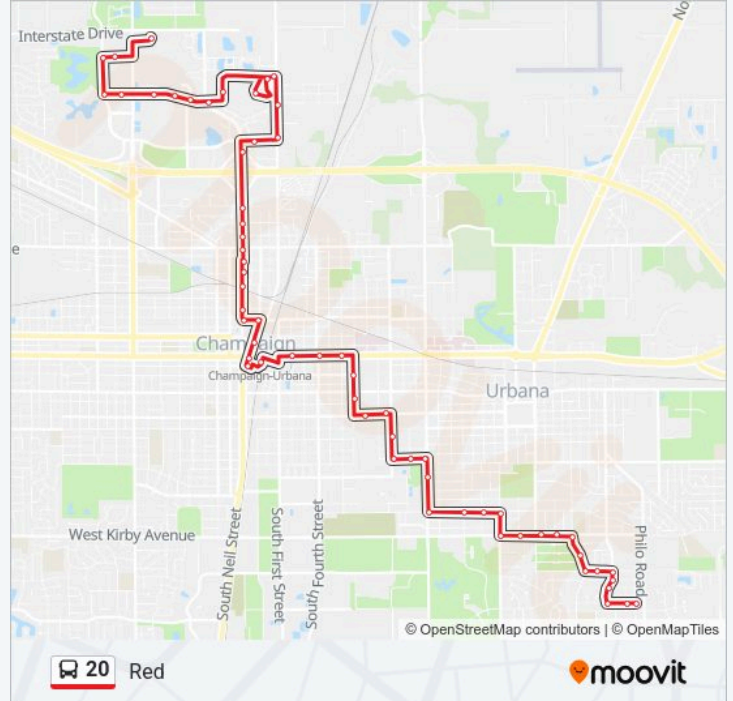 No
Interstate Drive
e
Champaign
Champaign-Urbana
Urbana
West Kirby Avenue
South Neil Street
South First Street
South Fourth Street
Philo Road
© OpenStreetMap contributors | © OpenMapTiles
20 Red
moovit